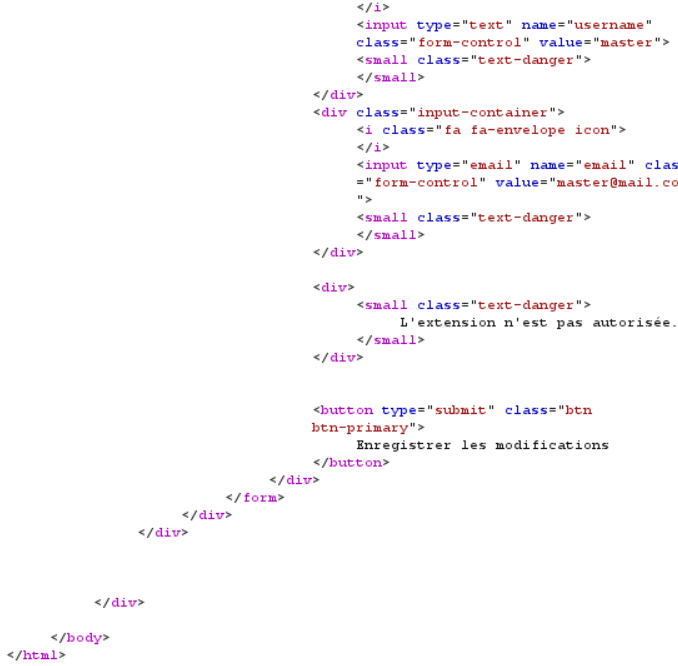 </i>
<input type="text" name="username"
class="form-control" value="master">
<small class="text-danger">
</small>
</div>
<div class="input-container">
<i class="fa fa-envelope icon">
</i>
<input type="email" name="email" clas
="form-control" value="master@mail.co
">
<small class="text-danger">
</small>
</div>
<div>
<small class="text-danger">
L'extension n'est pas autorisée.
</small>
</div>
<button type="submit" class="btn
btn-primary">
Enregistrer les modifications
</button>
</div>
</form>
</div>
</div>
</div>
</body>
</html>